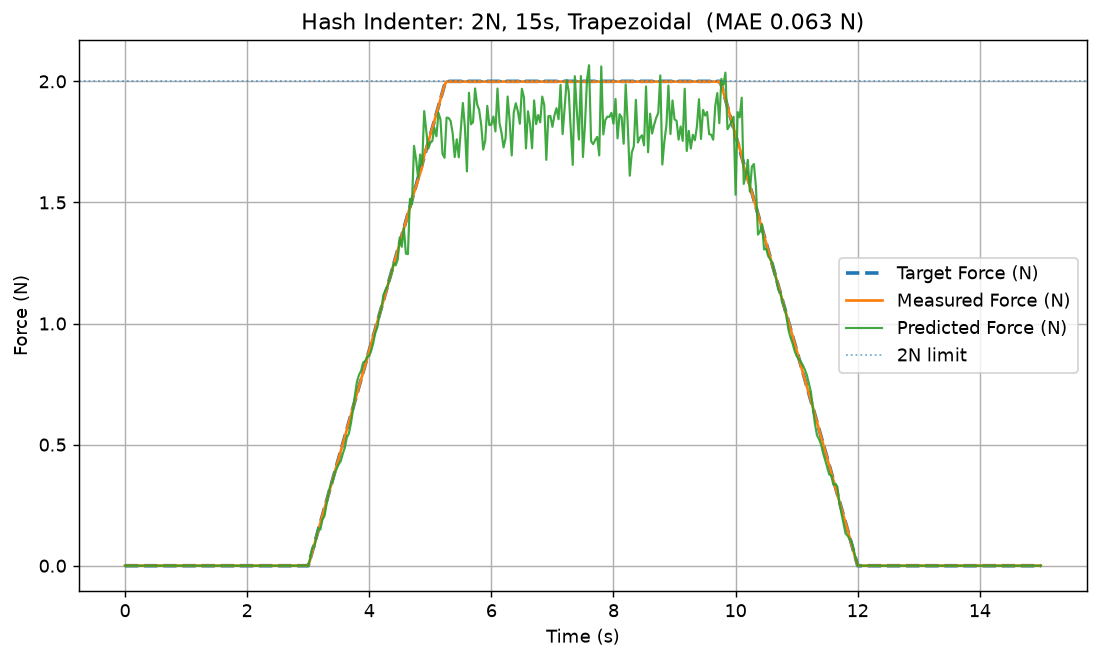 Hash Indenter: 2N, 15s, Trapezoidal  (MAE 0.063 N)
Force (N)
2.0
1.5
1.0
0.5
0.0
Target Force (N)
Measured Force (N)
Predicted Force (N)
2N limit
0 2 4 6 8 10 12 14
Time (s)